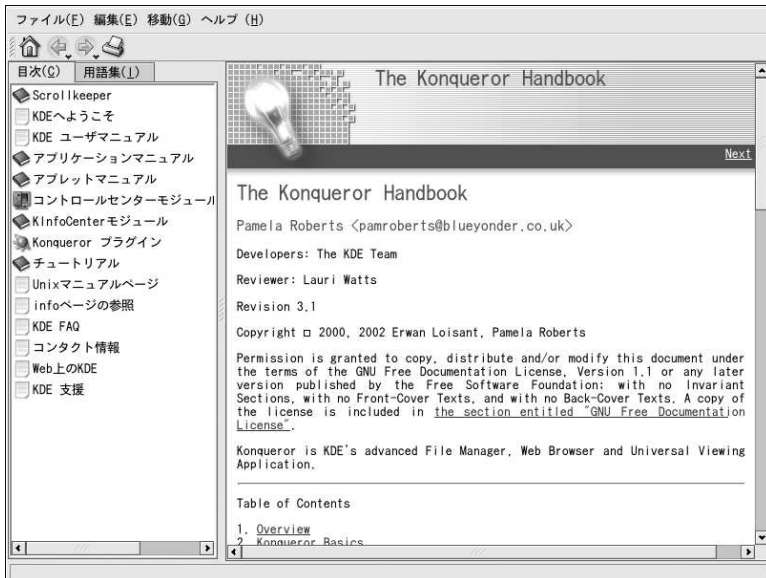 ファイル(F) 編集(E) 移動(G) ヘルプ (H)
目次(C) 用語集(I)
Scrollkeeper
KDEへようこそ
KDE ユーザマニュアル
アプリケーションマニュアル
アプレットマニュアル
コントロールセンターモジュール
KInfoCenterモジュール
Konqueror プラグイン
チュートリアル
Unixマニュアルページ
infoページの参照
KDE FAQ
コンタクト情報
Web上のKDE
KDE 支援
The Konqueror Handbook
Next
The Konqueror Handbook
Pamela Roberts <pamroberts@blueyonder.co.uk>
Developers: The KDE Team
Reviewer: Lauri Watts
Revision 3.1
Copyright □ 2000, 2002 Erwan Loisant, Pamela Roberts
Permission is granted to copy, distribute and/or modify this document under
the terms of the GNU Free Documentation License, Version 1.1 or any later
version published by the Free Software Foundation; with no Invariant
Sections, with no Front-Cover Texts, and with no Back-Cover Texts. A copy of
the license is included in the section entitled "GNU Free Documentation
License".
Konqueror is KDE's advanced File Manager, Web Browser and Universal Viewing
Application.
Table of Contents
1. Overview
2. Konqueror Basics